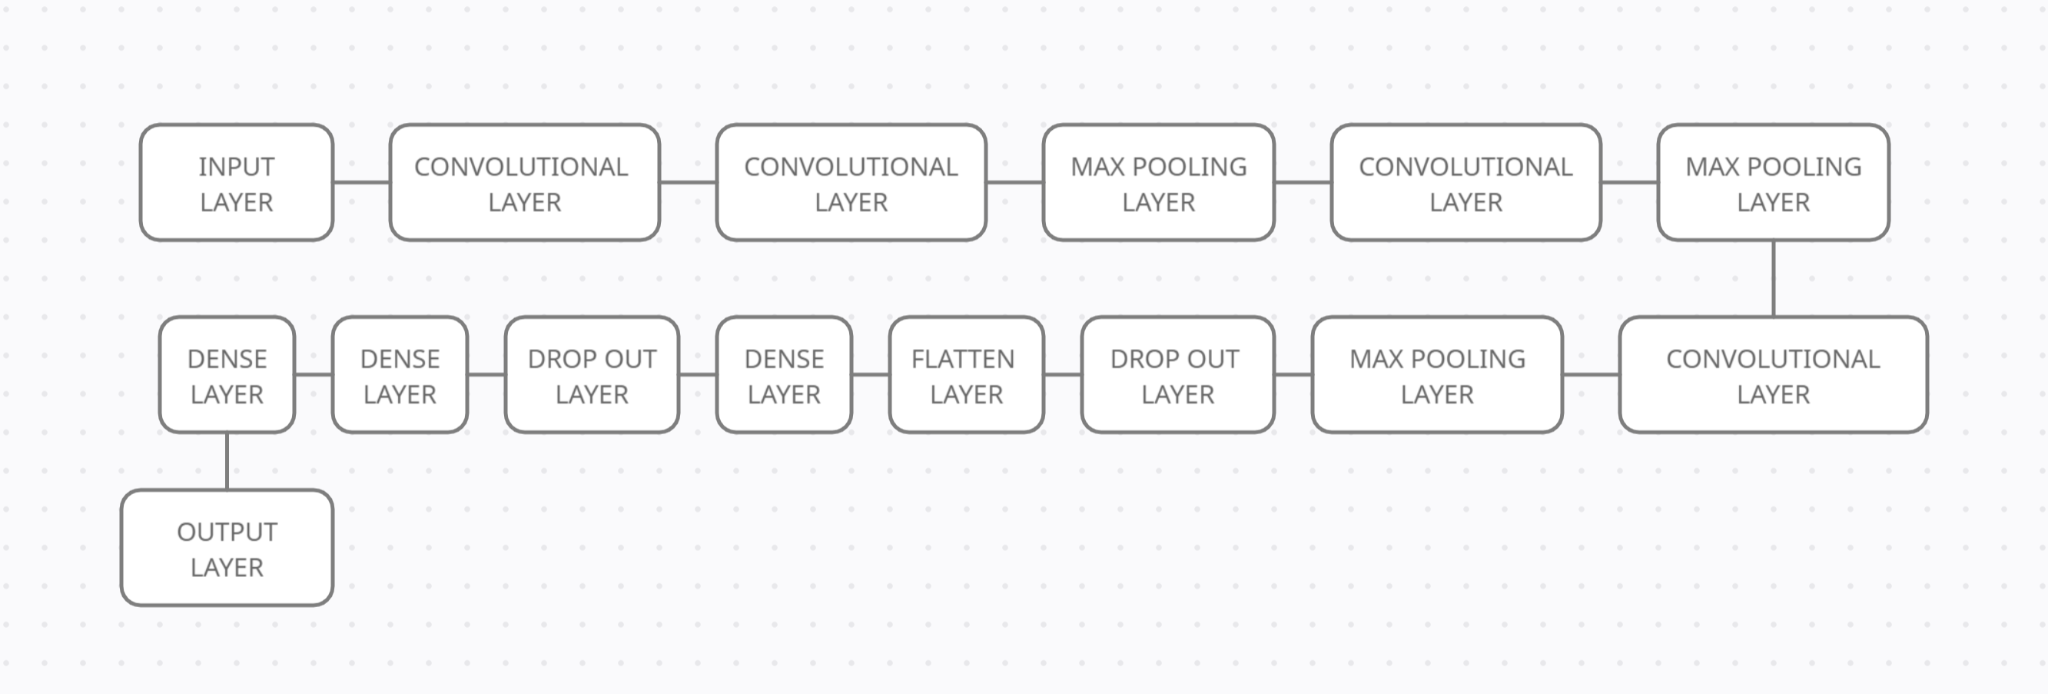 INPUT
LAYER
CONVOLUTIONAL
LAYER
CONVOLUTIONAL
LAYER
MAX POOLING
LAYER
CONVOLUTIONAL
LAYER
MAX POOLING
LAYER
DENSE
LAYER
DENSE
LAYER
DROP OUT
LAYER
DENSE
LAYER
FLATTEN
LAYER
DROP OUT
LAYER
MAX POOLING
LAYER
CONVOLUTIONAL
LAYER
OUTPUT
LAYER